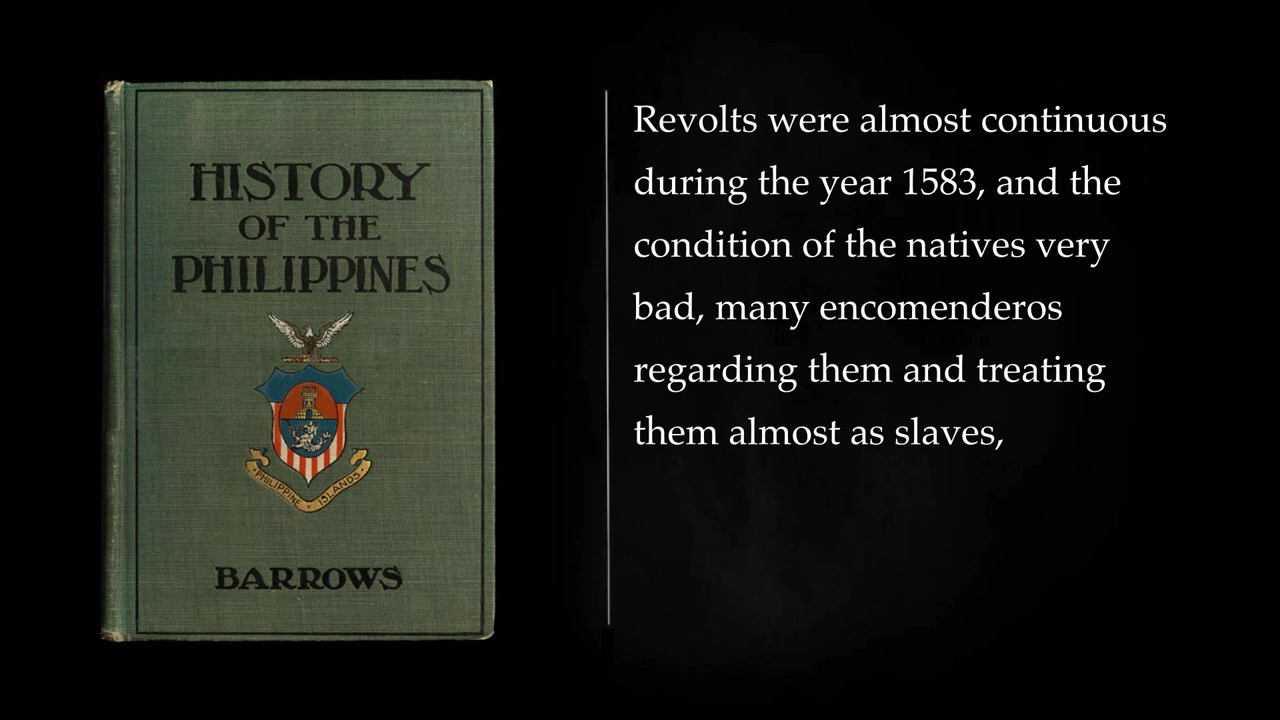 HISTORY
OF THE
PHILIPPINES
PHILIPPINE ISLANDS
BARROWS
Revolts were almost continuous
during the year 1583, and the
condition of the natives very
bad, many encomenderos
regarding them and treating
them almost as slaves,